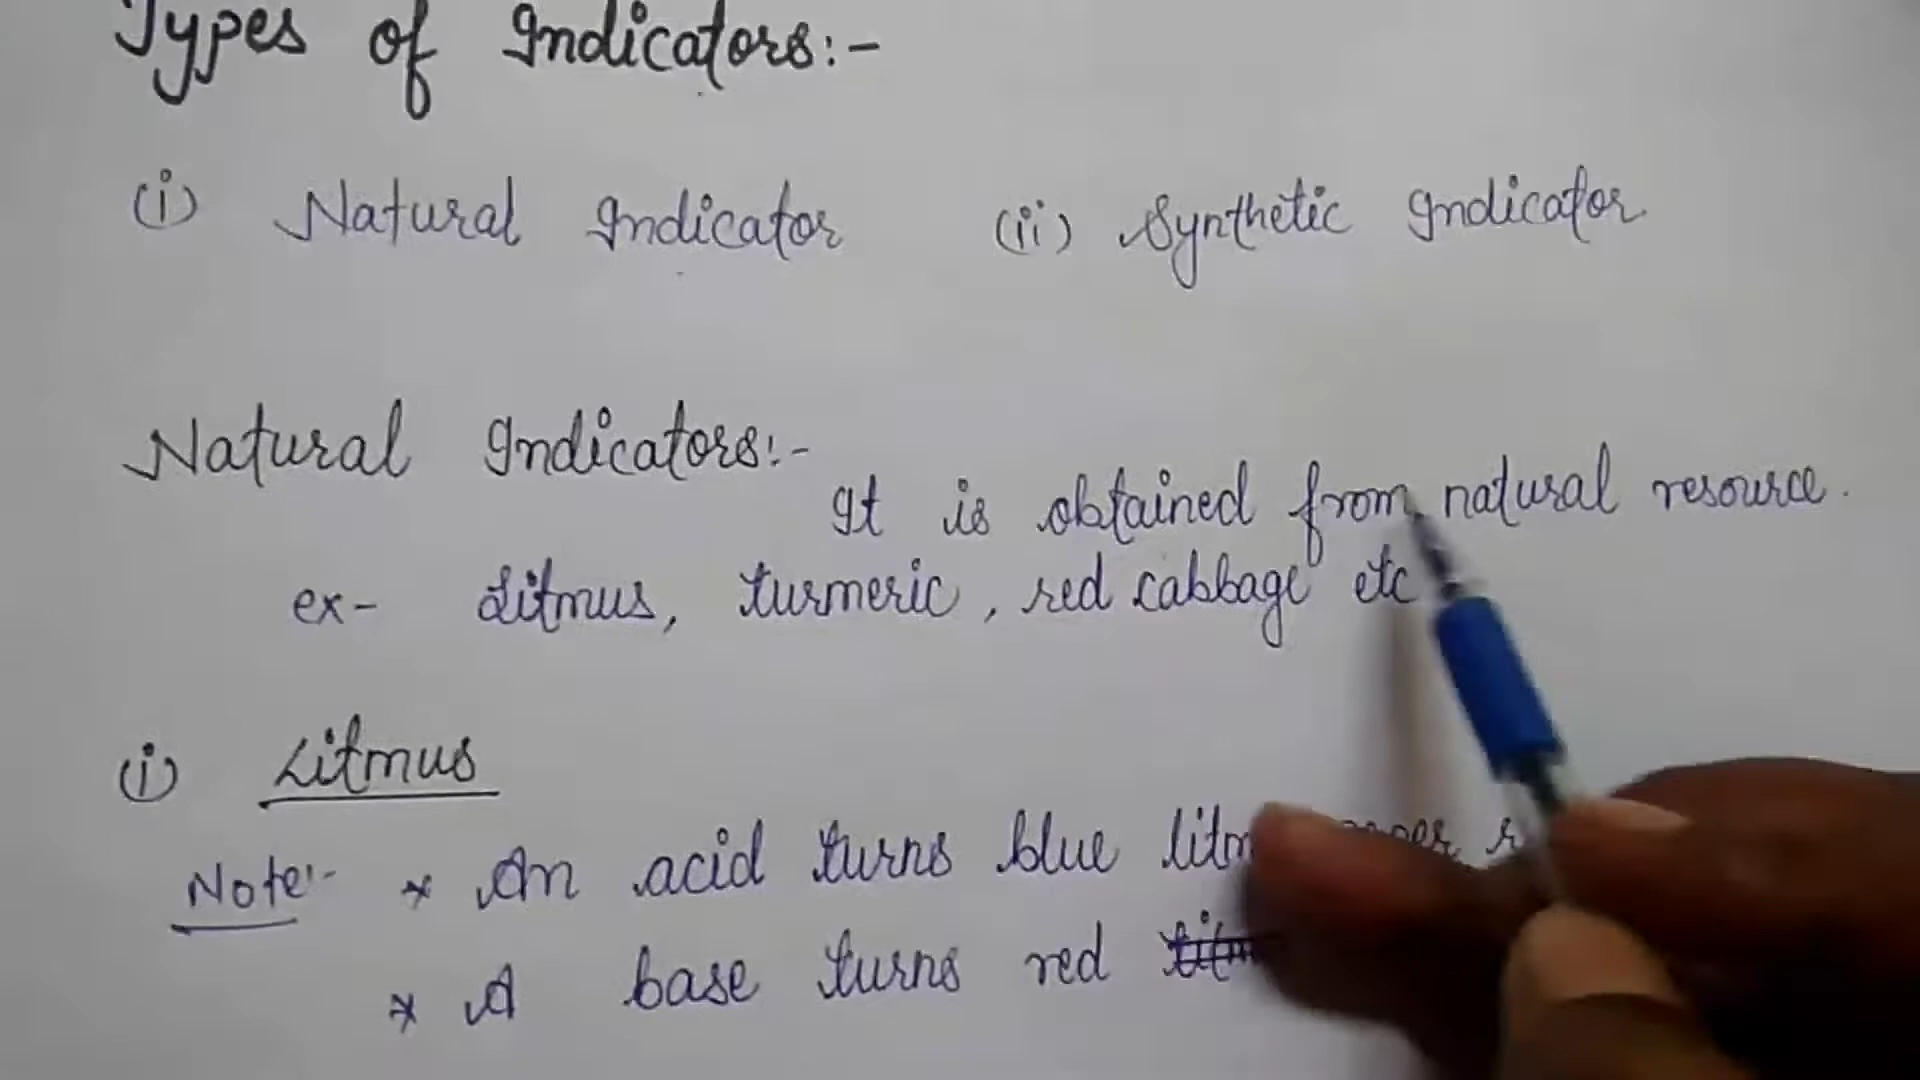 Types of Indicators:-
(i) Natural Indicator (ii) Synthetic Indicator
Natural Indicators:-
It is obtained from natural resource.
ex- Litmus, turmeric, red cabbage etc
(i) Litmus
Note:- * An acid turns blue
* A base turns red